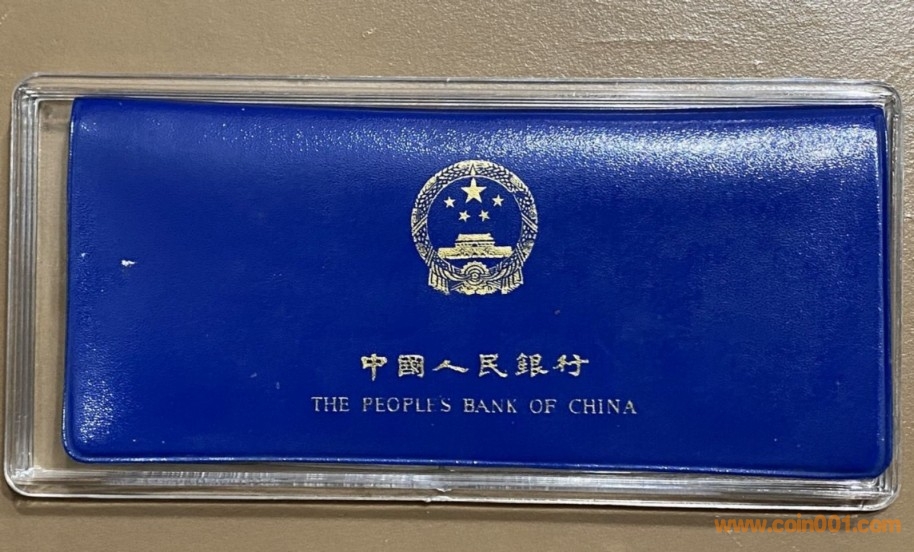 中國人民銀行
THE PEOPLE'S BANK OF CHINA
www.coin001.com